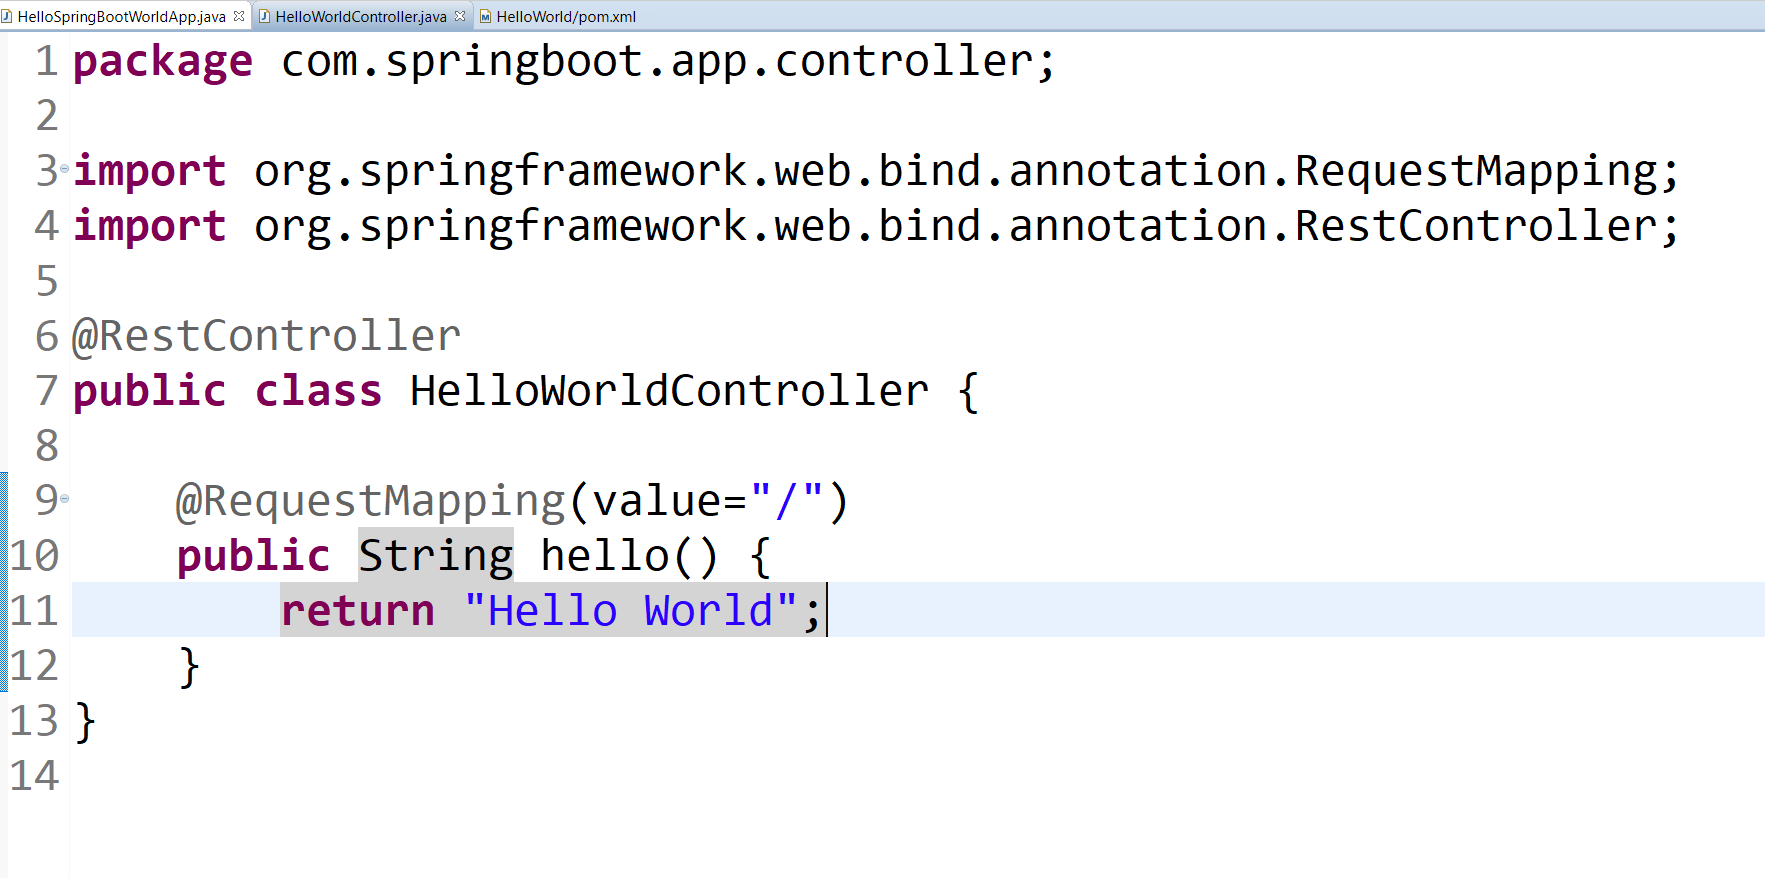 HelloSpringBootWorldApp.java HelloWorldController.java HelloWorld/pom.xml
1 package com.springboot.app.controller;
2
3 import org.springframework.web.bind.annotation.RequestMapping;
4 import org.springframework.web.bind.annotation.RestController;
5
6 @RestController
7 public class HelloWorldController {
8
9     @RequestMapping(value="/")
10     public String hello() {
11         return "Hello World";
12     }
13 }
14